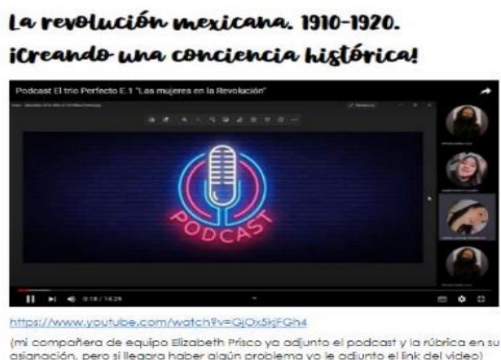 La revolución mexicana. 1910-1920.
¡Creando una conciencia histórica!
Podcast El trio Perfecto E.1 "Las mujeres en la Revolución"
PODCAST
0:18 / 14:29
https://www.youtube.com/watch?v=GjOx5kjFGh4
(mi compañera de equipo Elizabeth Prisco ya adjunto el podcast y la rúbrica en su
asignación, pero si llegara haber algún problema yo le adjunto el link del video)